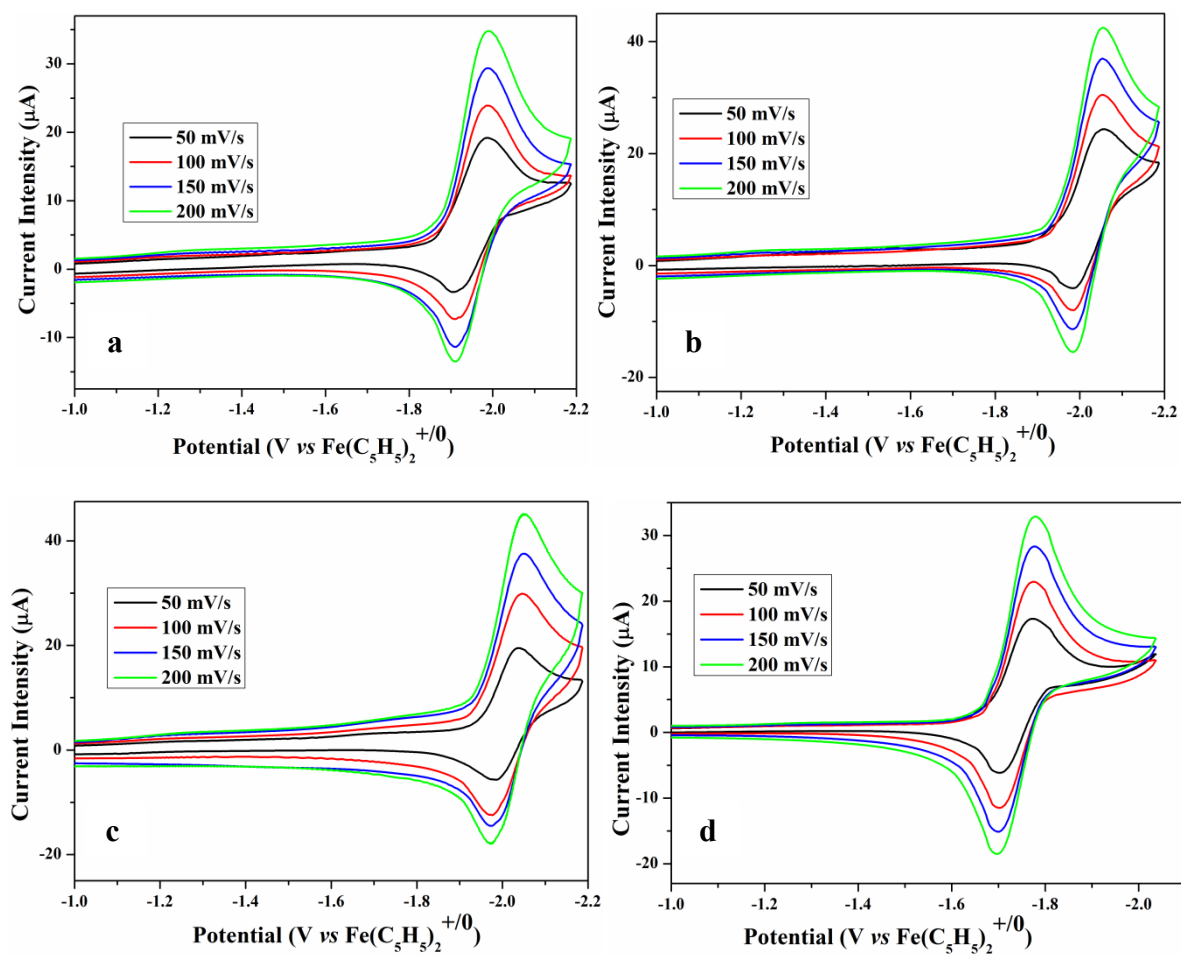 30
20
10
0
-10
Current Intensity (μA)
50 mV/s
100 mV/s
150 mV/s
200 mV/s
a
-1.0 -1.2 -1.4 -1.6 -1.8 -2.0 -2.2
Potential (V vs Fe(C₅H₅)₂⁺/⁰)
40
20
0
-20
Current Intensity (μA)
50 mV/s
100 mV/s
150 mV/s
200 mV/s
b
-1.0 -1.2 -1.4 -1.6 -1.8 -2.0 -2.2
Potential (V vs Fe(C₅H₅)₂⁺/⁰)
40
20
0
-20
Current Intensity (μA)
50 mV/s
100 mV/s
150 mV/s
200 mV/s
c
-1.0 -1.2 -1.4 -1.6 -1.8 -2.0 -2.2
Potential (V vs Fe(C₅H₅)₂⁺/⁰)
30
20
10
0
-10
-20
Current Intensity (μA)
50 mV/s
100 mV/s
150 mV/s
200 mV/s
d
-1.0 -1.2 -1.4 -1.6 -1.8 -2.0
Potential (V vs Fe(C₅H₅)₂⁺/⁰)